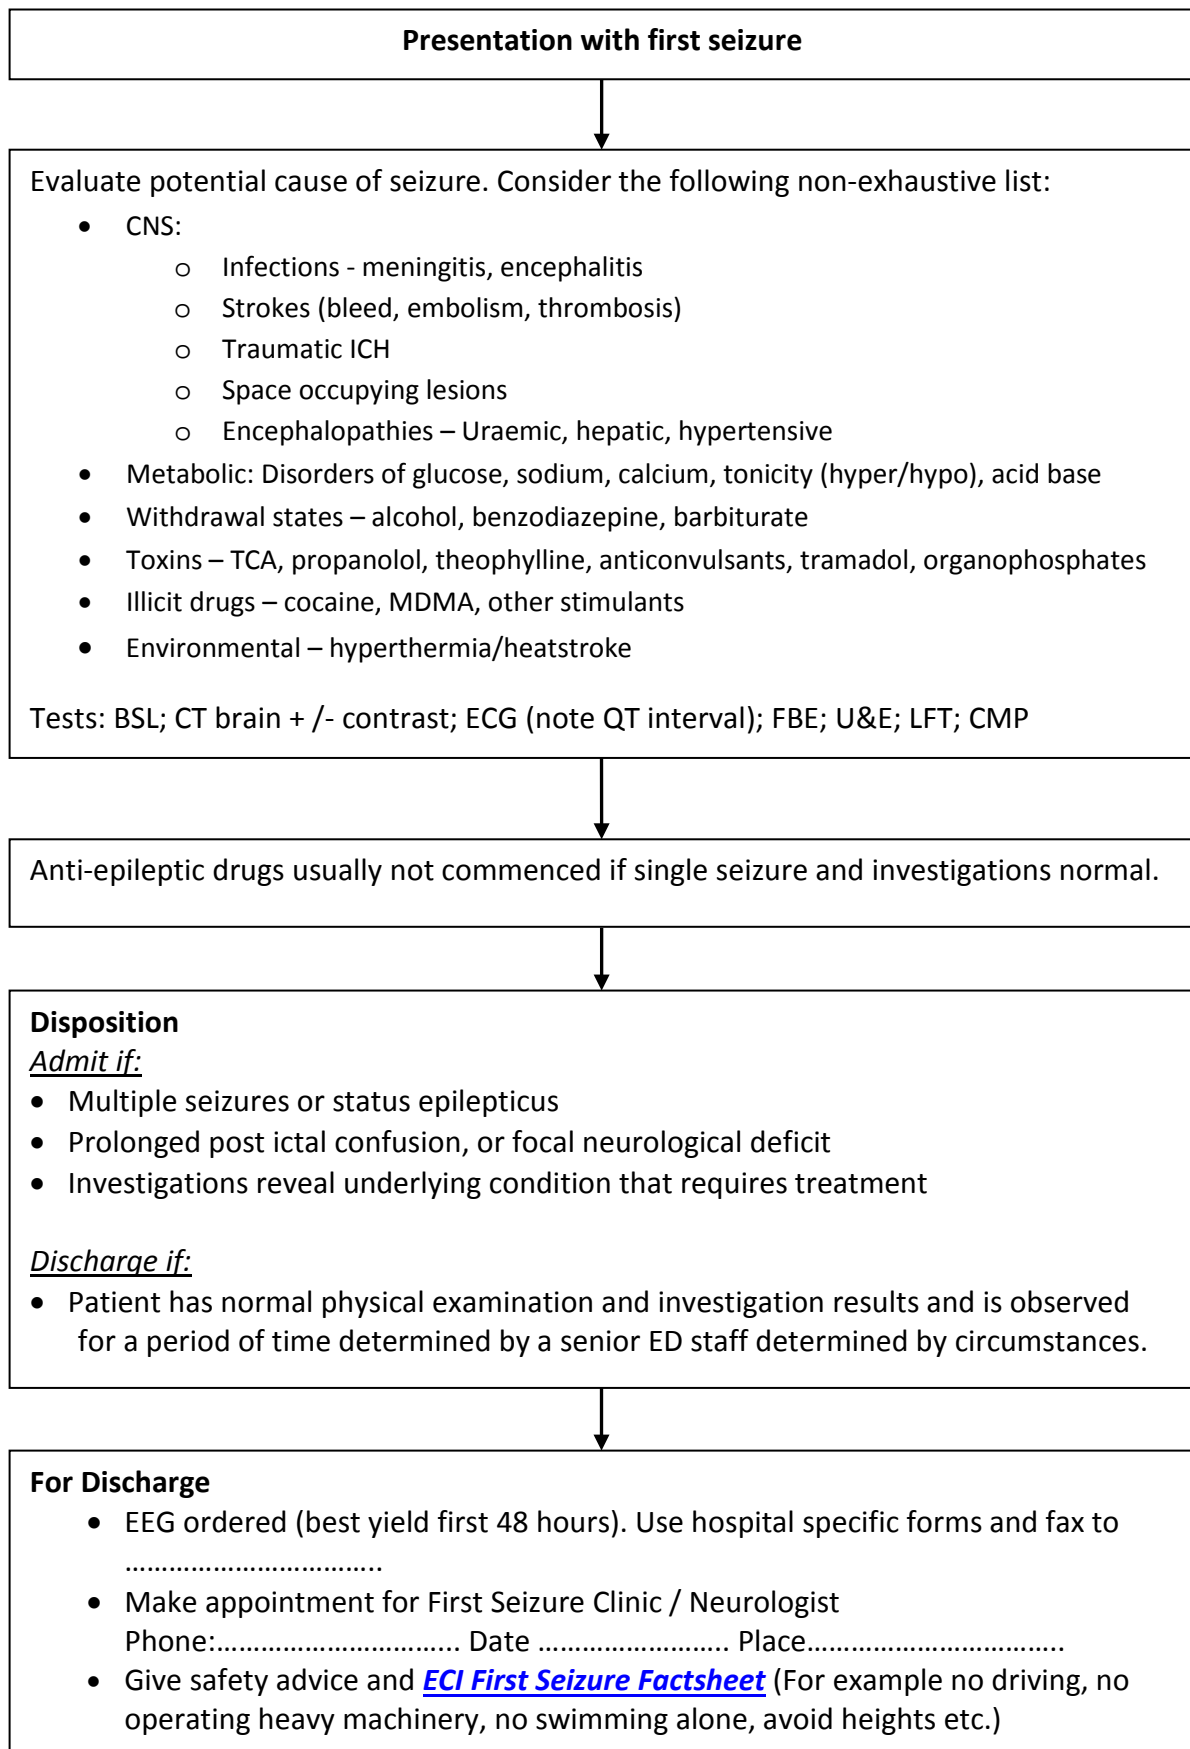 Presentation with first seizure
Evaluate potential cause of seizure. Consider the following non-exhaustive list:
• CNS:
o Infections - meningitis, encephalitis
o Strokes (bleed, embolism, thrombosis)
o Traumatic ICH
o Space occupying lesions
o Encephalopathies – Uraemic, hepatic, hypertensive
• Metabolic: Disorders of glucose, sodium, calcium, tonicity (hyper/hypo), acid base
• Withdrawal states – alcohol, benzodiazepine, barbiturate
• Toxins – TCA, propanolol, theophylline, anticonvulsants, tramadol, organophosphates
• Illicit drugs – cocaine, MDMA, other stimulants
• Environmental – hyperthermia/heatstroke
Tests: BSL; CT brain + /- contrast; ECG (note QT interval); FBE; U&E; LFT; CMP
Anti-epileptic drugs usually not commenced if single seizure and investigations normal.
Disposition
Admit if:
• Multiple seizures or status epilepticus
• Prolonged post ictal confusion, or focal neurological deficit
• Investigations reveal underlying condition that requires treatment
Discharge if:
• Patient has normal physical examination and investigation results and is observed
for a period of time determined by a senior ED staff determined by circumstances.
For Discharge
• EEG ordered (best yield first 48 hours). Use hospital specific forms and fax to
……………………………..
• Make appointment for First Seizure Clinic / Neurologist
Phone:…………………………... Date …………………….. Place……………………………..
• Give safety advice and ECI First Seizure Factsheet (For example no driving, no
operating heavy machinery, no swimming alone, avoid heights etc.)